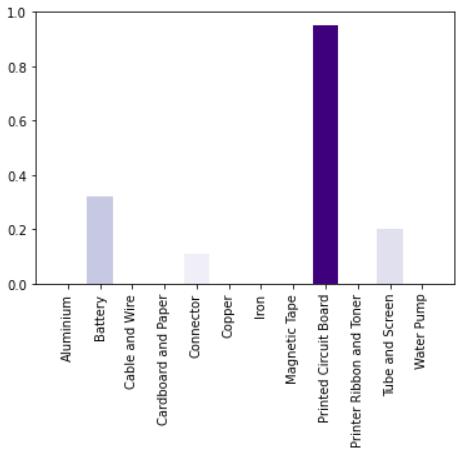 1.0
0.8
0.6
0.4
0.2
0.0
Aluminium
Battery
Cable and Wire
Cardboard and Paper
Connector
Copper
Iron
Magnetic Tape
Printed Circuit Board
Printer Ribbon and Toner
Tube and Screen
Water Pump